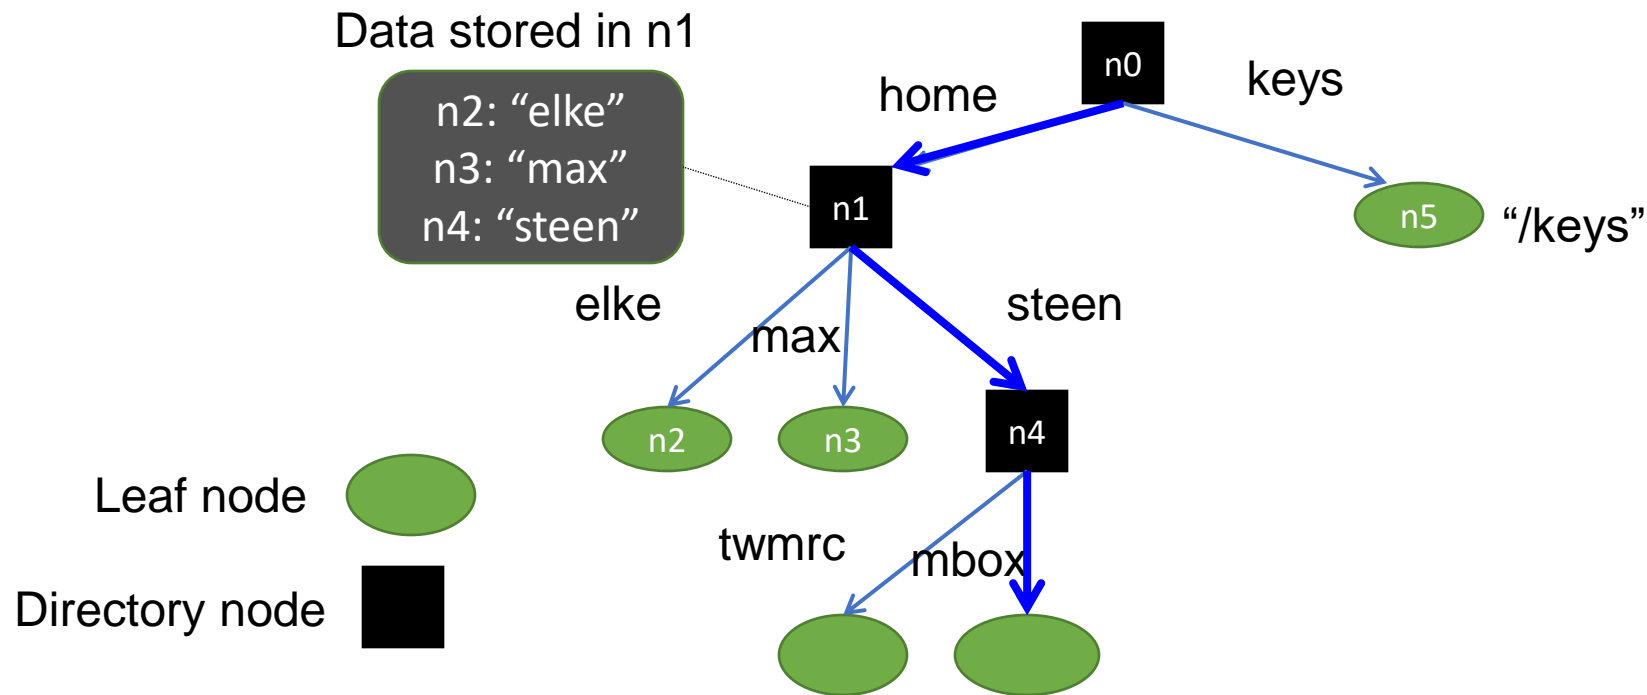 Data stored in n1
n0
home
keys
n2: “elke”
n3: “max”
n4: “steen”
n1
n5
“/keys”
elke
max
steen
n2
n3
n4
Leaf node
twmrc
mbox
Directory node